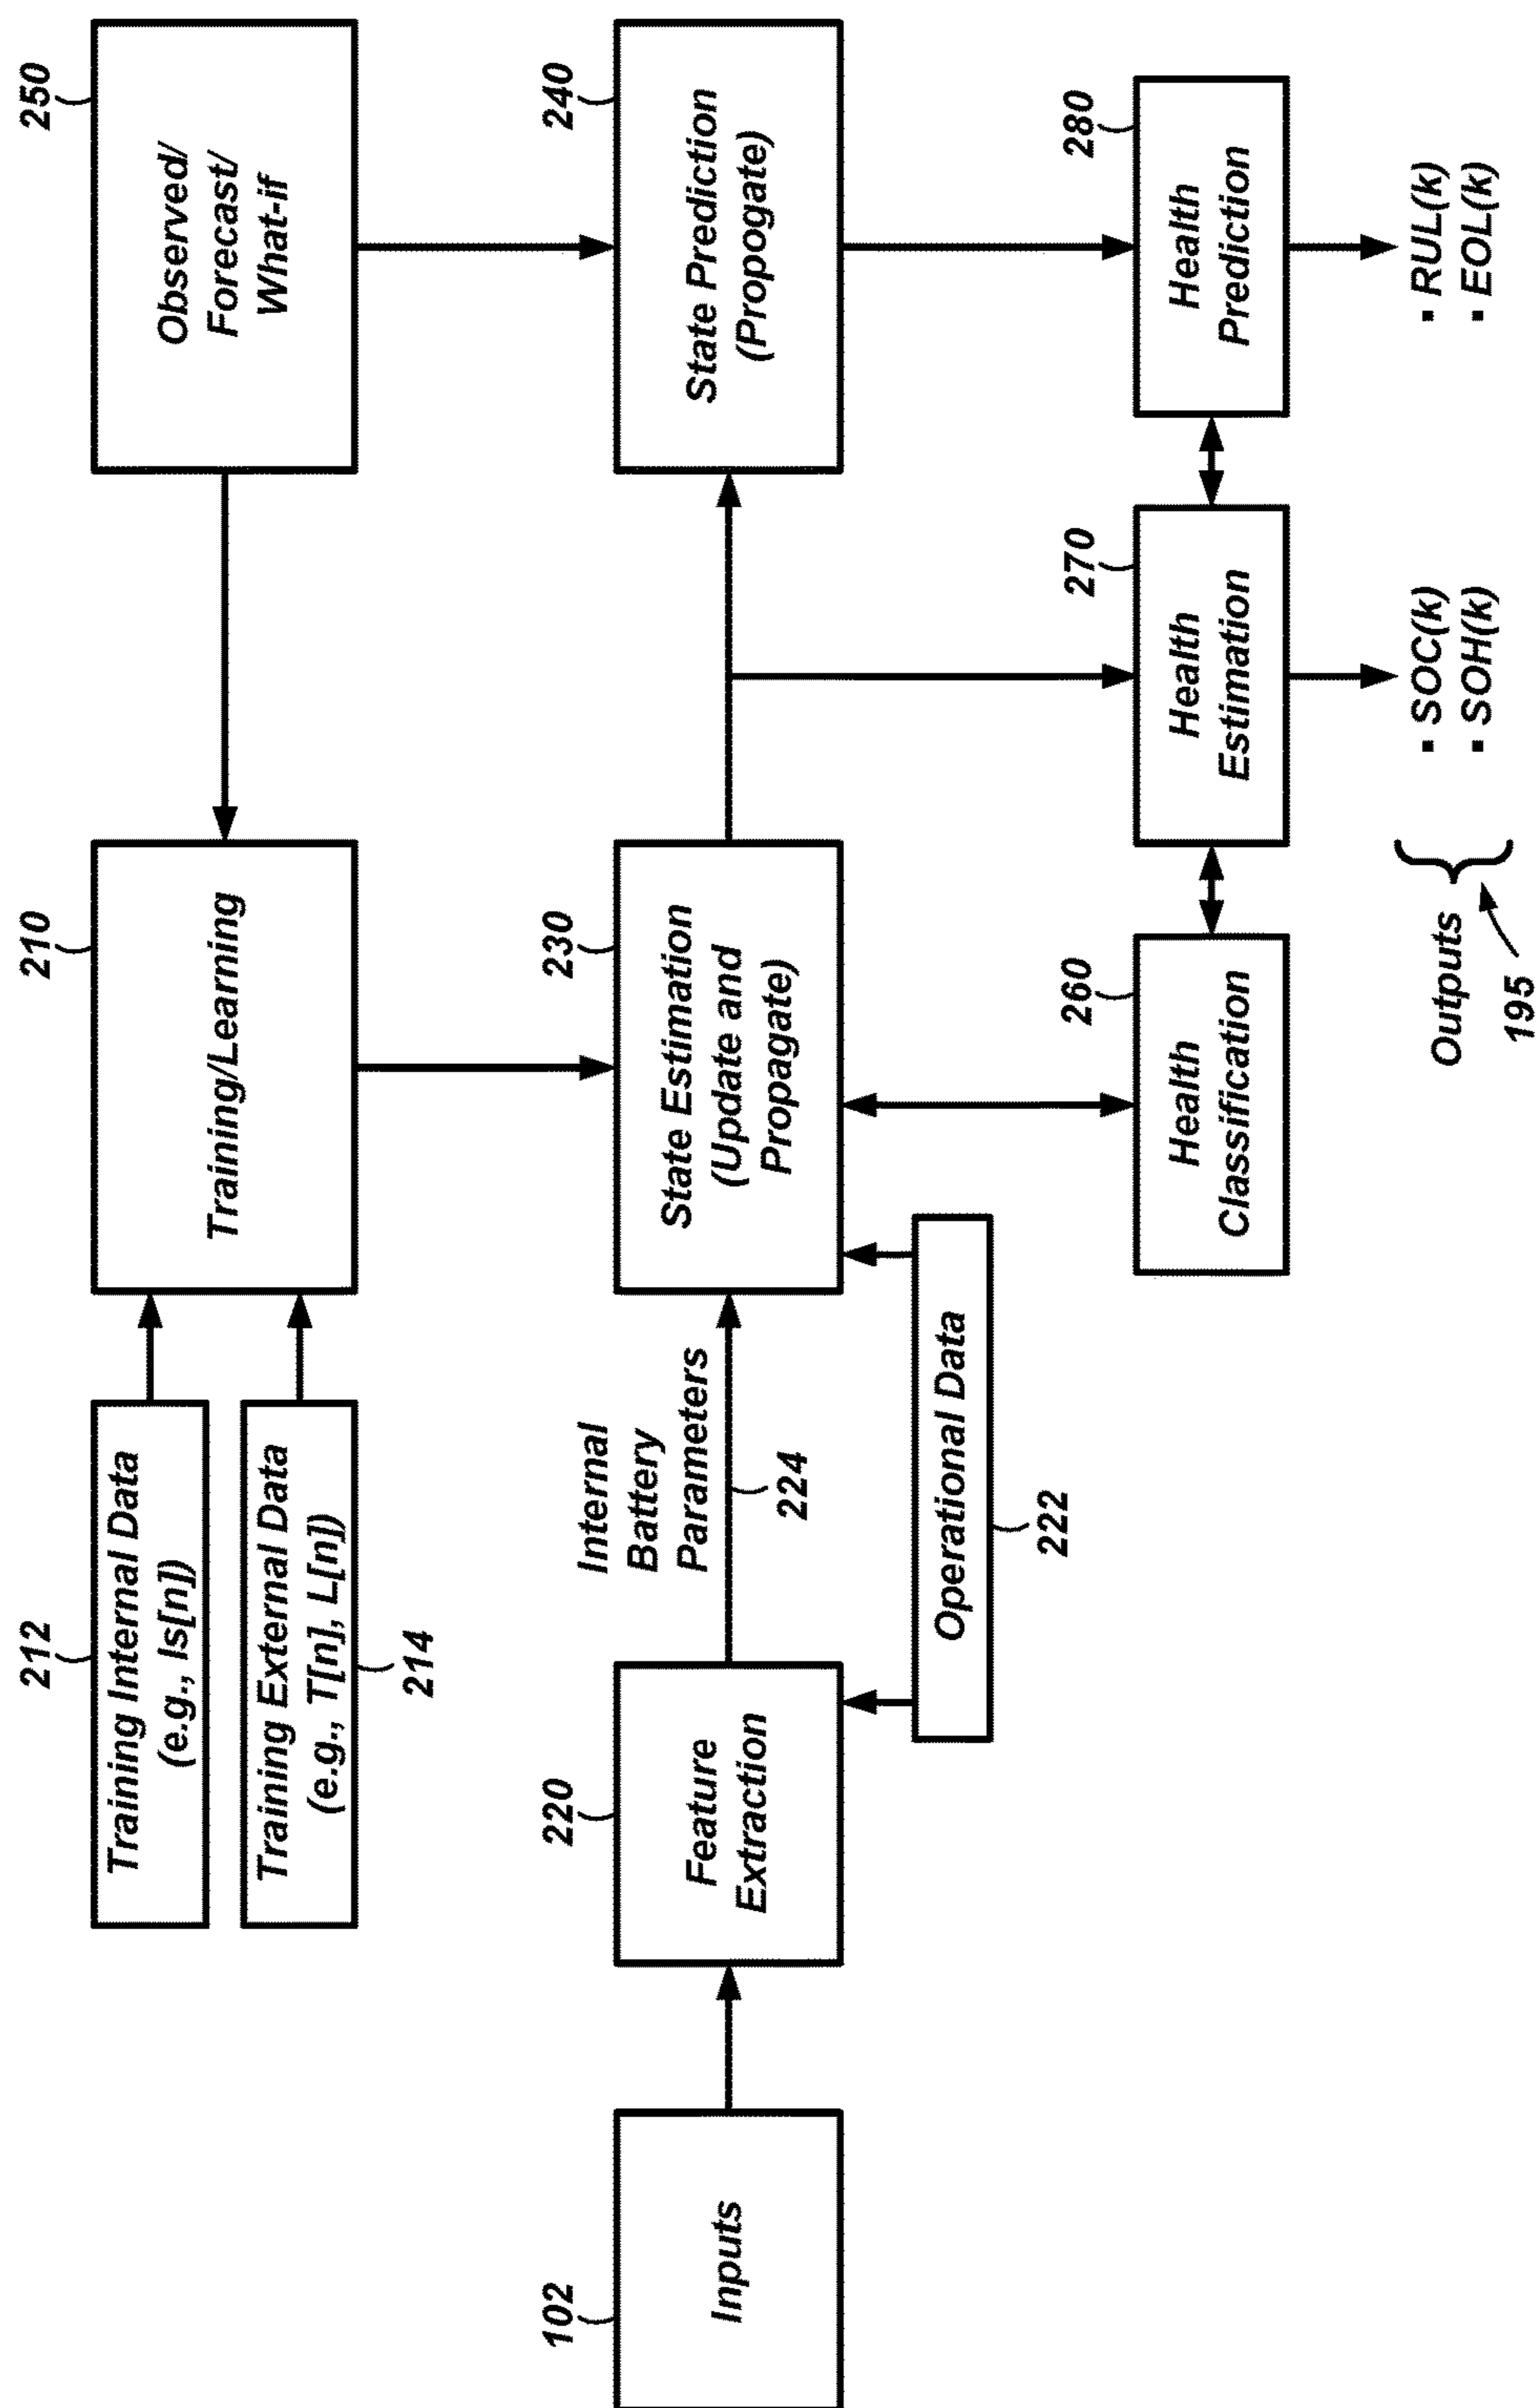 212
Training Internal Data
(e.g., Is[n])
Training External Data
(e.g., T[n], L[n])
214
210
Training/Learning
250
Observed/
Forecast/
What-if
102
Inputs
220
Feature
Extraction
Internal
Battery
Parameters
224
Operational Data
222
230
State Estimation
(Update and
Propagate)
240
State Prediction
(Propogate)
260
Health
Classification
270
Health
Estimation
280
Health
Prediction
Outputs
195
▪ SOC(k)
▪ SOH(k)
▪ RUL(k)
▪ EOL(k)